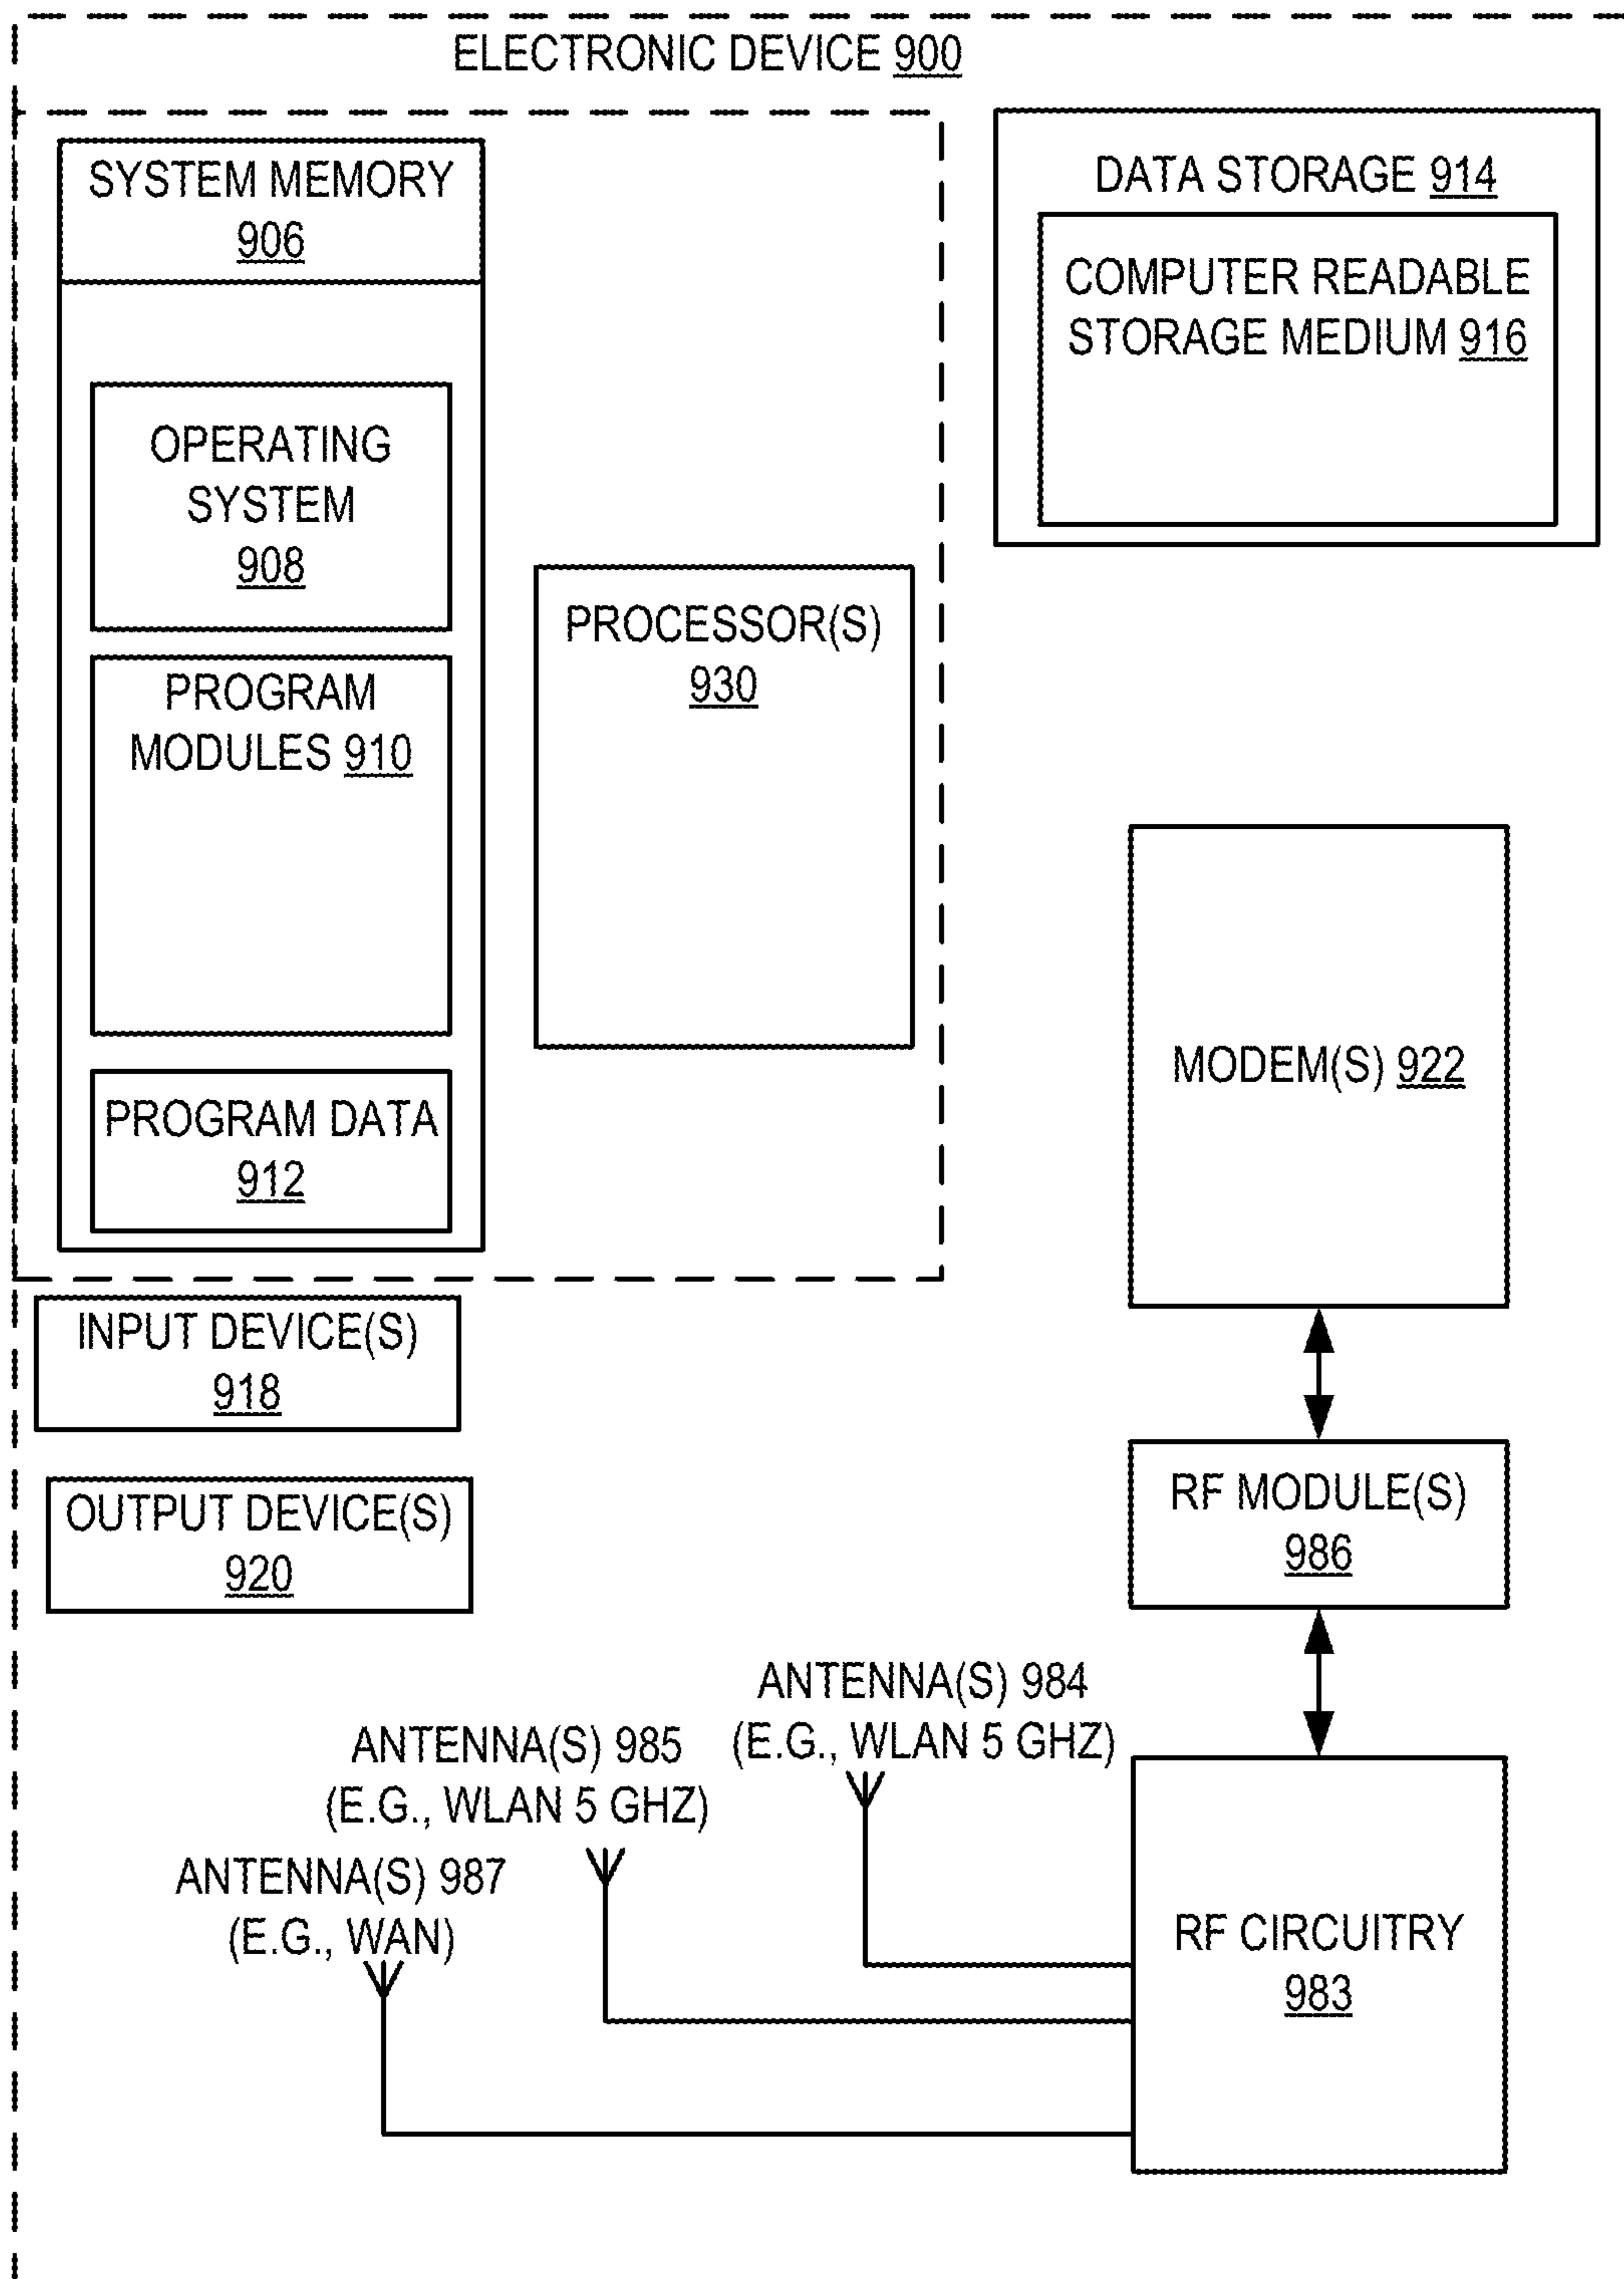 ELECTRONIC DEVICE 900
SYSTEM MEMORY
906
OPERATING
SYSTEM
908
PROGRAM
MODULES 910
PROGRAM DATA
912
PROCESSOR(S)
930
DATA STORAGE 914
COMPUTER READABLE
STORAGE MEDIUM 916
MODEM(S) 922
INPUT DEVICE(S)
918
OUTPUT DEVICE(S)
920
RF MODULE(S)
986
ANTENNA(S) 984
(E.G., WLAN 5 GHZ)
ANTENNA(S) 985
(E.G., WLAN 5 GHZ)
ANTENNA(S) 987
(E.G., WAN)
RF CIRCUITRY
983